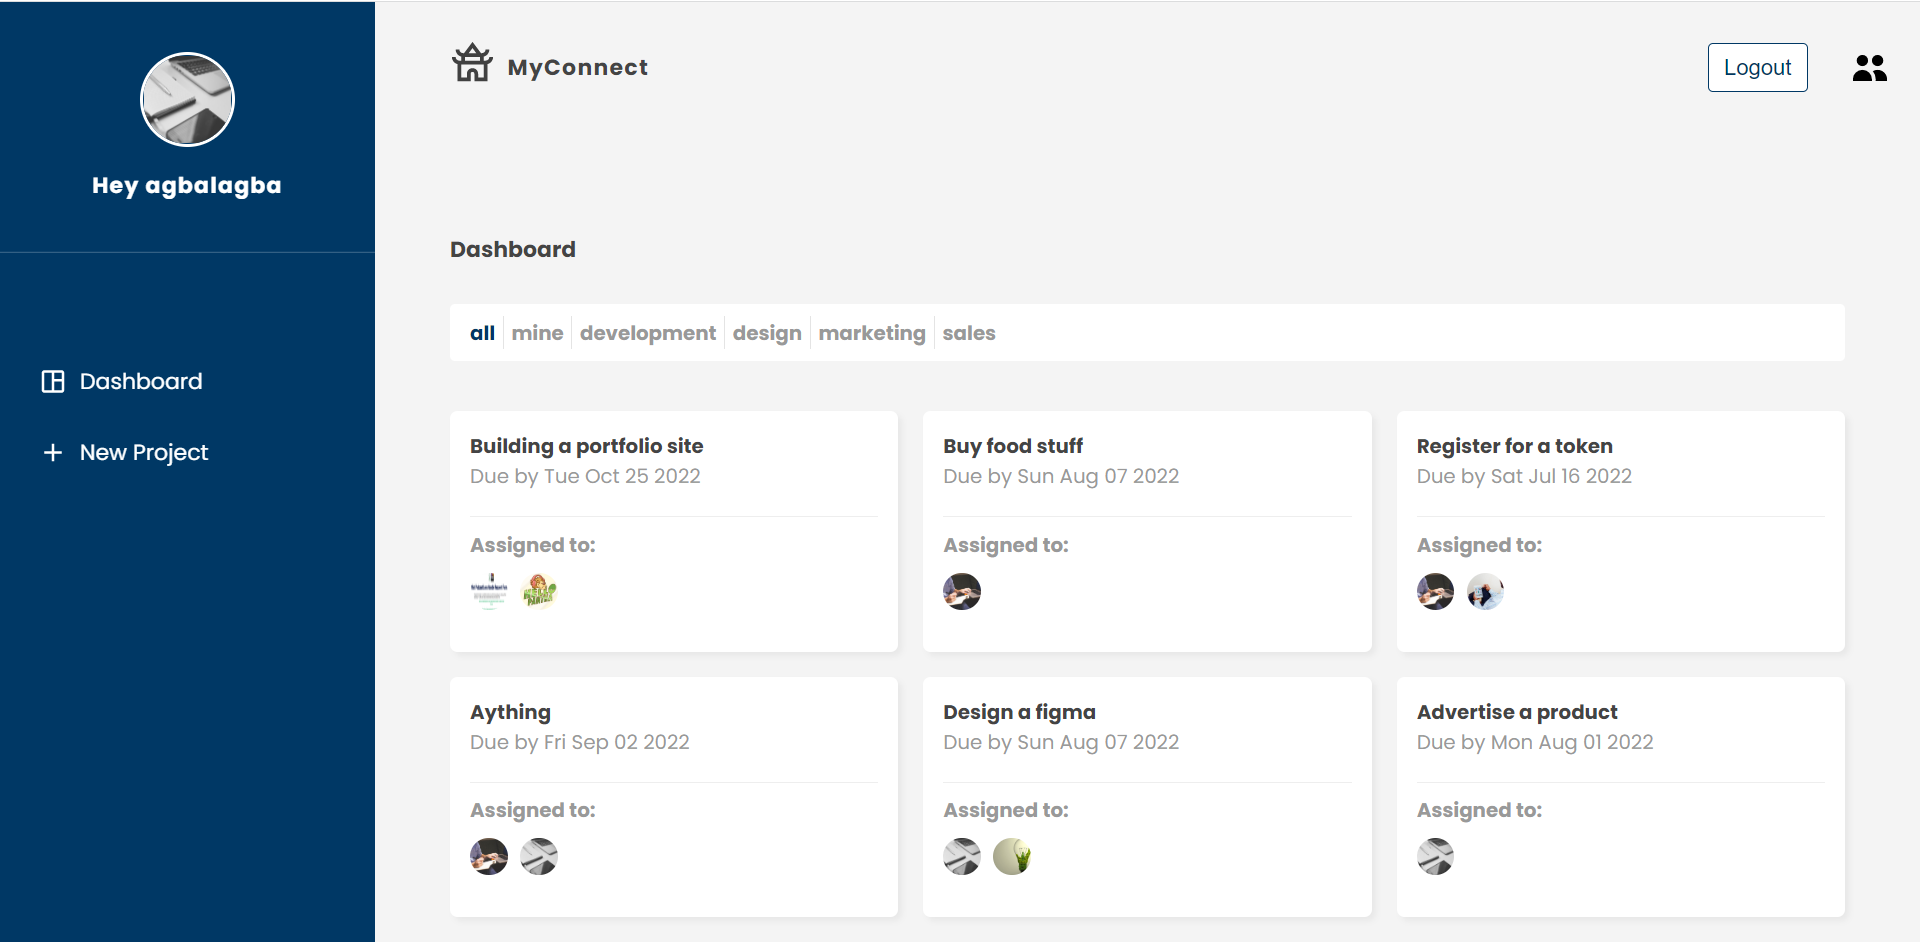 Hey agbalagba
Dashboard
New Project
MyConnect
Logout
Dashboard
all mine development design marketing sales
Building a portfolio site
Due by Tue Oct 25 2022
Assigned to:
Buy food stuff
Due by Sun Aug 07 2022
Assigned to:
Register for a token
Due by Sat Jul 16 2022
Assigned to:
Aything
Due by Fri Sep 02 2022
Assigned to:
Design a figma
Due by Sun Aug 07 2022
Assigned to:
Advertise a product
Due by Mon Aug 01 2022
Assigned to: